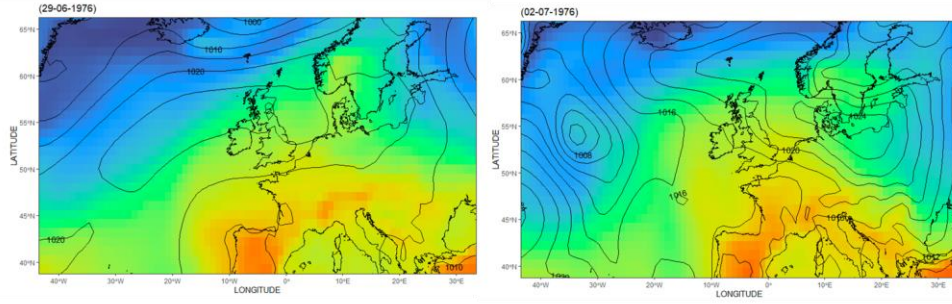 (29-06-1976)
65°N
60°N
55°N
50°N
45°N
40°N
LATITUDE
1000
1010
1020
1020
1010
40°W
30°W
20°W
10°W
0°
10°E
20°E
30°E
LONGITUDE
(02-07-1976)
65°N
60°N
55°N
50°N
45°N
40°N
LATITUDE
1016
1024
1008
1020
1016
40°W
30°W
20°W
10°W
0°
10°E
20°E
30°E
LONGITUDE